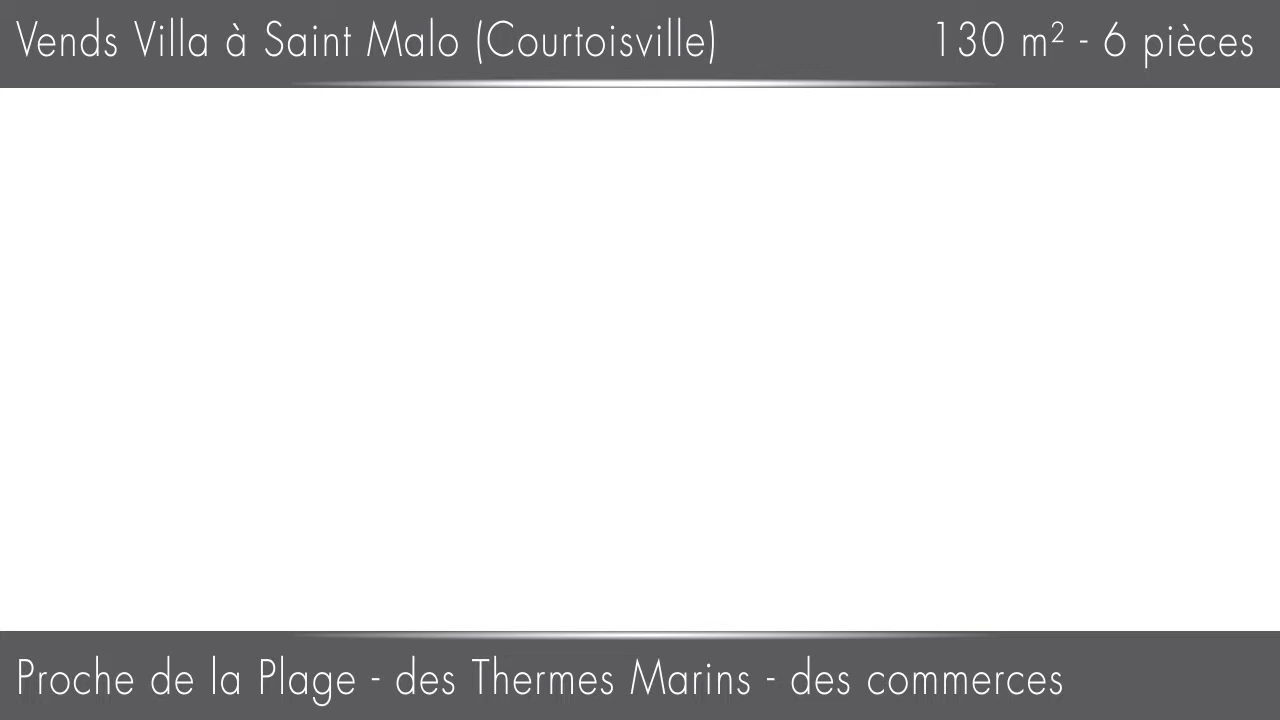 Vends Villa à Saint Malo (Courtoisville) 130 m² - 6 pièces
Proche de la Plage - des Thermes Marins - des commerces